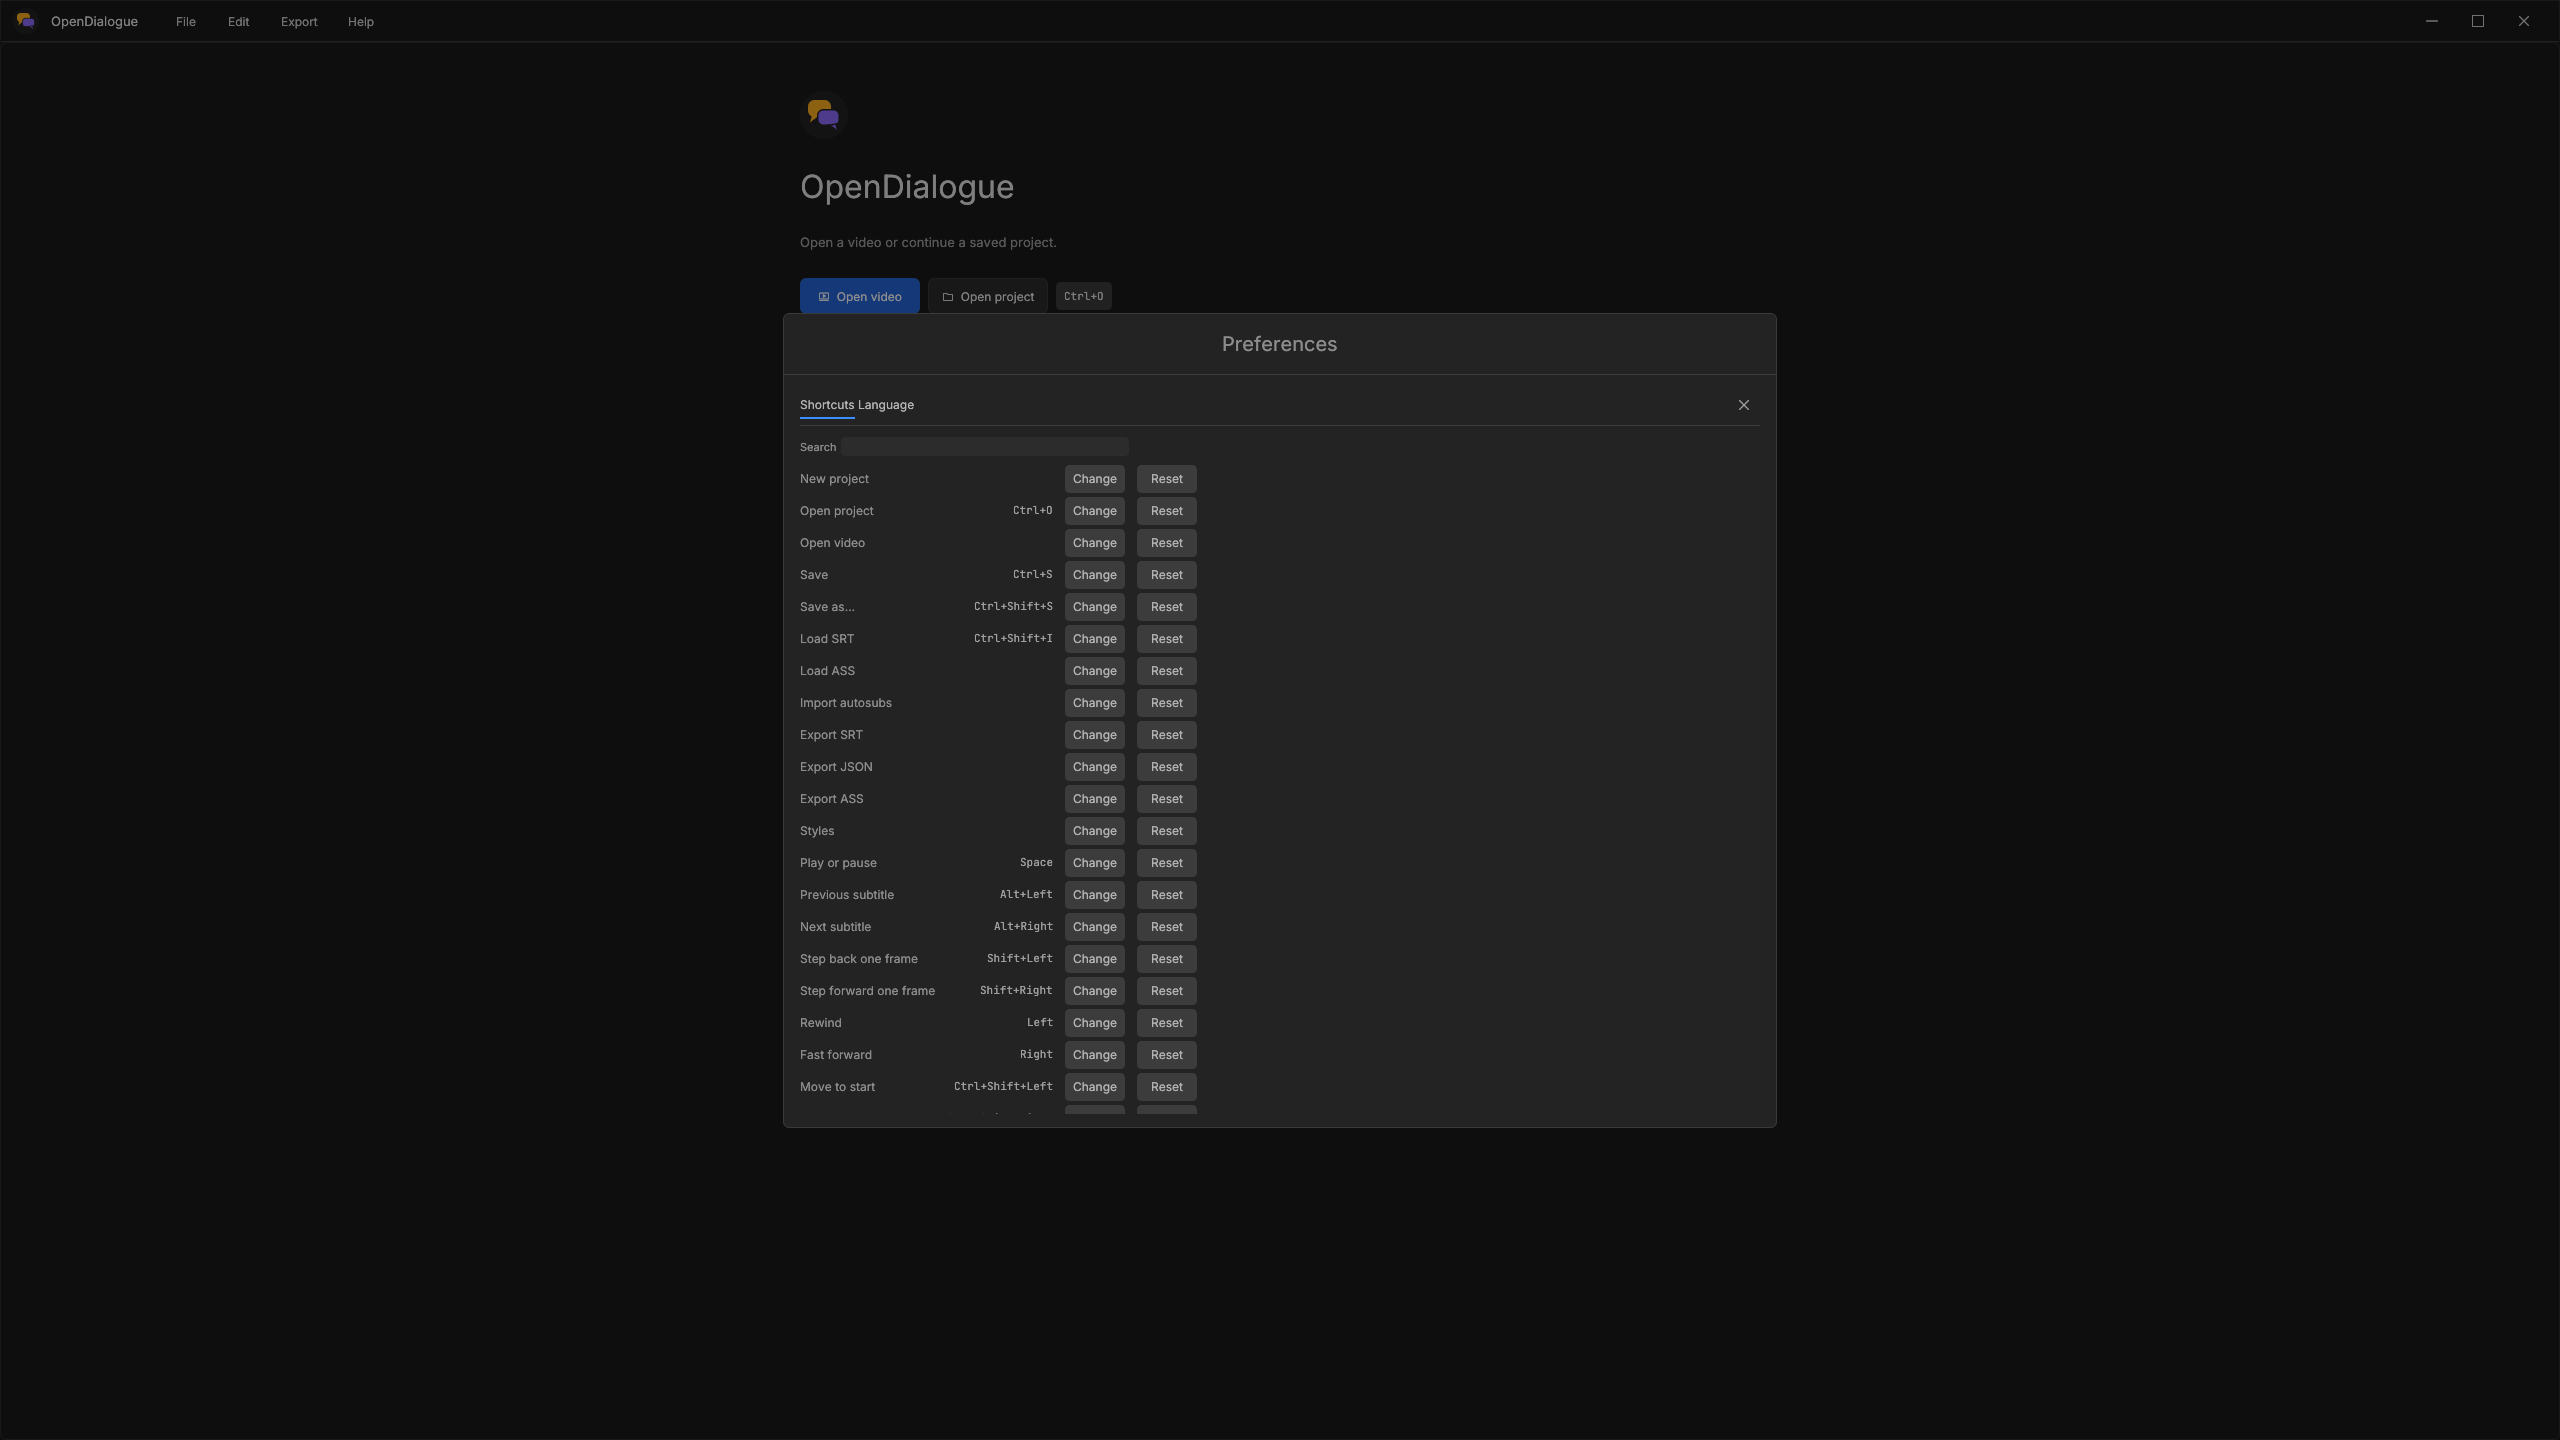 OpenDialogue File Edit Export Help
OpenDialogue
Open a video or continue a saved project.
Open video Open project Ctrl+O
Preferences
Shortcuts Language
Search
New project Change Reset
Open project Ctrl+O Change Reset
Open video Change Reset
Save Ctrl+S Change Reset
Save as... Ctrl+Shift+S Change Reset
Load SRT Ctrl+Shift+I Change Reset
Load ASS Change Reset
Import autosubs Change Reset
Export SRT Change Reset
Export JSON Change Reset
Export ASS Change Reset
Styles Change Reset
Play or pause Space Change Reset
Previous subtitle Alt+Left Change Reset
Next subtitle Alt+Right Change Reset
Step back one frame Shift+Left Change Reset
Step forward one frame Shift+Right Change Reset
Rewind Left Change Reset
Fast forward Right Change Reset
Move to start Ctrl+Shift+Left Change Reset